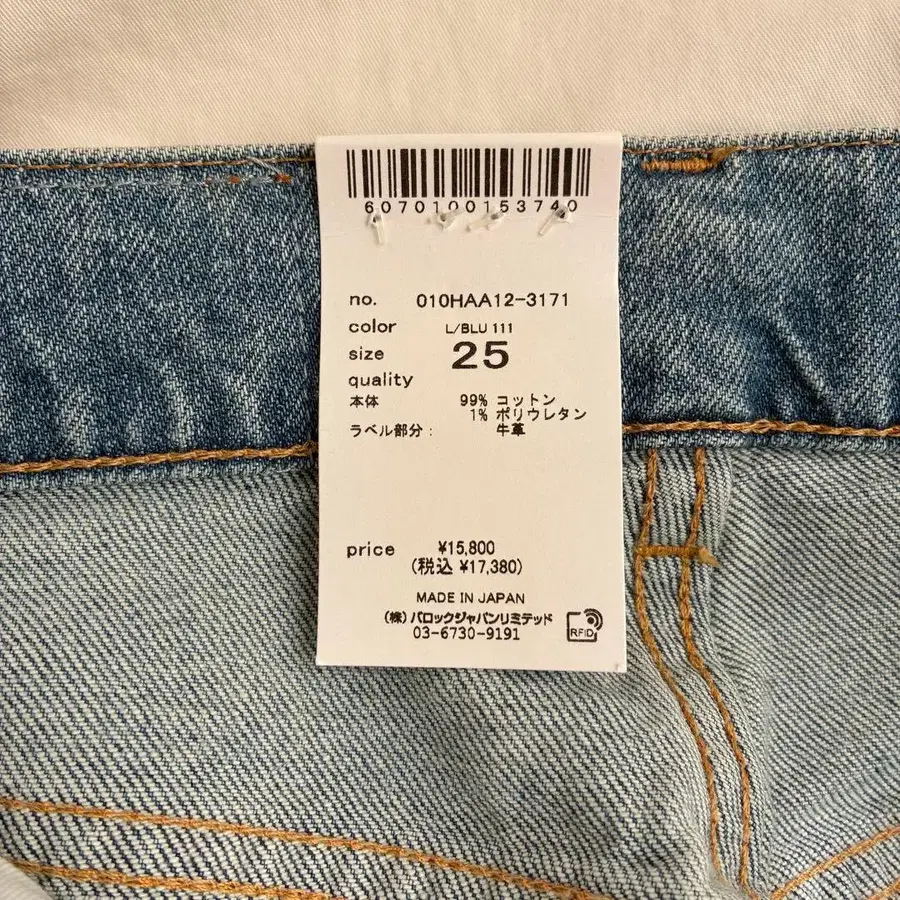 6070100153740
no. 010HAA12-3171
color L/BLU 111
size 25
quality
本体 99% コットン
1% ポリウレタン
ラベル部分： 牛革
price ¥15,800
(税込 ¥17,380)
MADE IN JAPAN
(株) バロックジャパンリミテッド
03-6730-9191
RFID